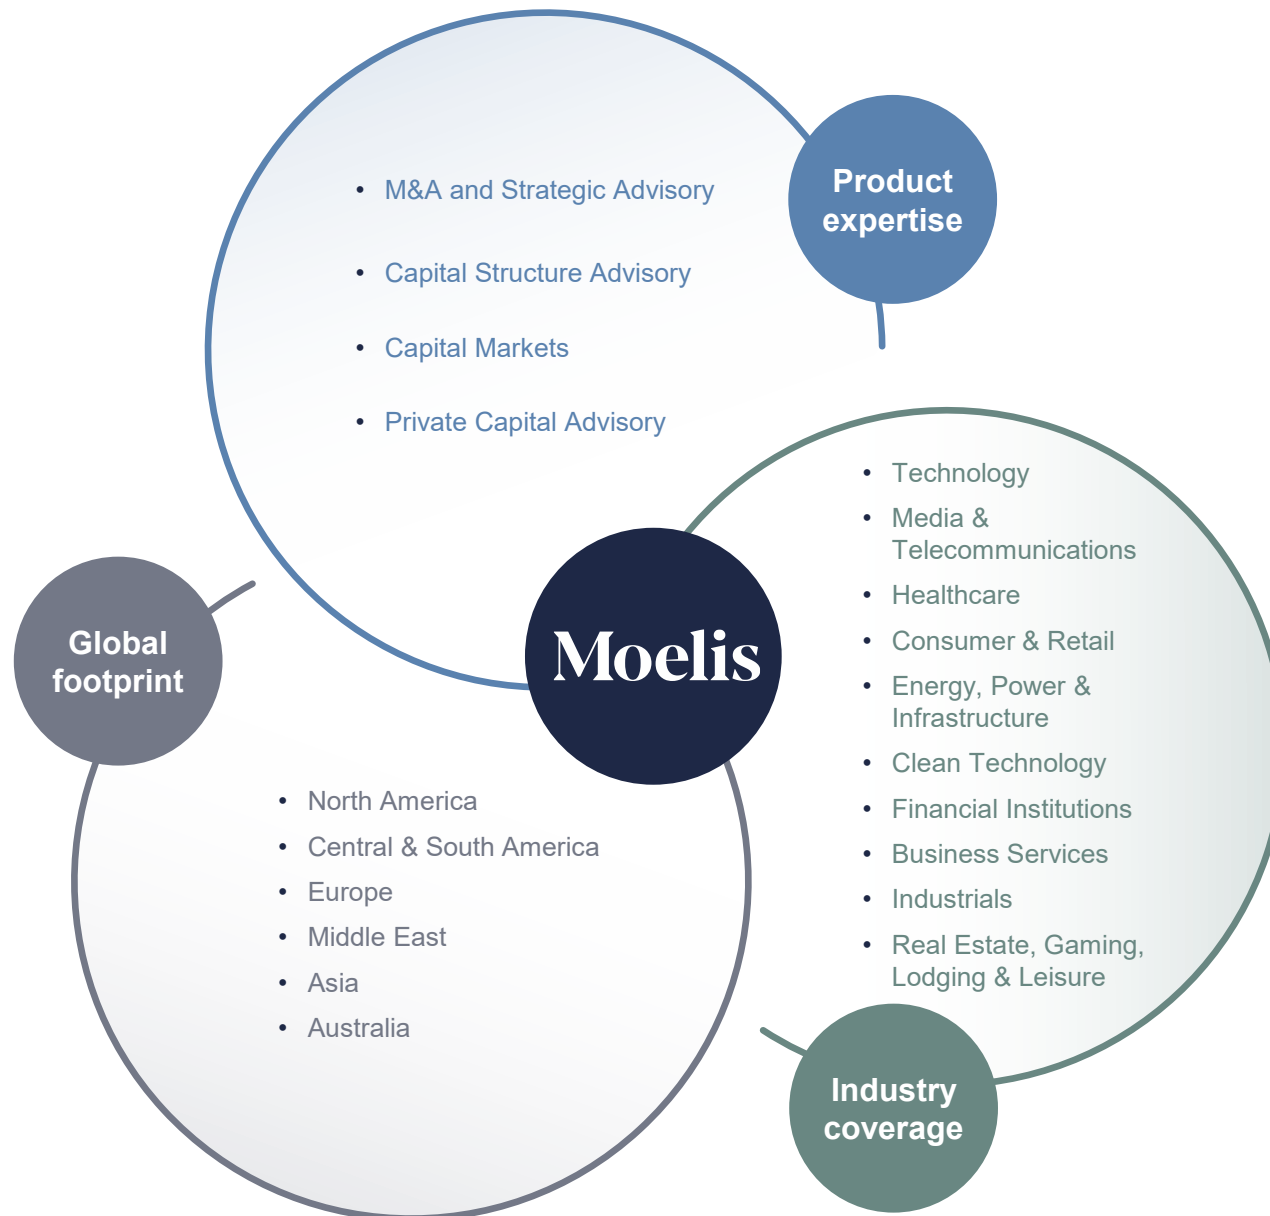 Product
expertise
• M&A and Strategic Advisory
• Capital Structure Advisory
• Capital Markets
• Private Capital Advisory
Moelis
Global
footprint
• North America
• Central & South America
• Europe
• Middle East
• Asia
• Australia
• Technology
• Media &
Telecommunications
• Healthcare
• Consumer & Retail
• Energy, Power &
Infrastructure
• Clean Technology
• Financial Institutions
• Business Services
• Industrials
• Real Estate, Gaming,
Lodging & Leisure
Industry
coverage